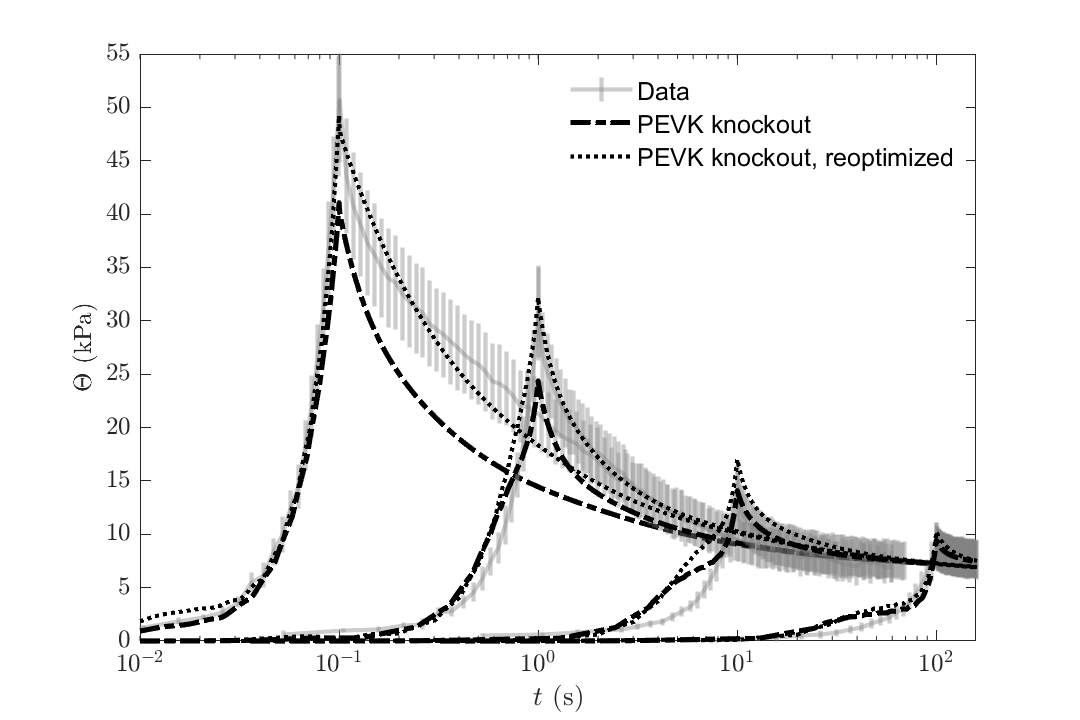 55
50
45
40
35
30
25
20
15
10
5
0
Θ (kPa)
Data
PEVK knockout
PEVK knockout, reoptimized
10⁻² 10⁻¹ 10⁰ 10¹ 10²
t (s)